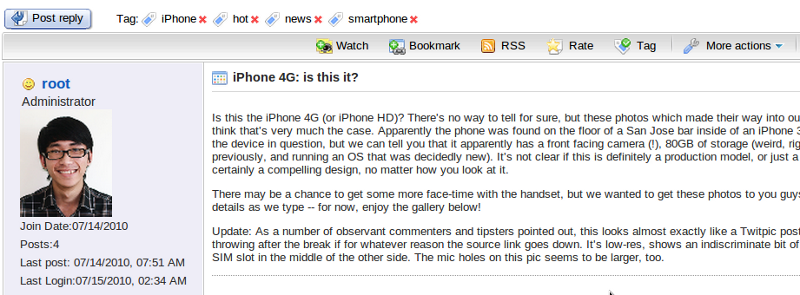 Post reply Tag: iPhone hot news smartphone
Watch Bookmark RSS Rate Tag More actions
root
Administrator
Join Date:07/14/2010
Posts:4
Last post: 07/14/2010, 07:51 AM
Last Login:07/15/2010, 02:34 AM
iPhone 4G: is this it?
Is this the iPhone 4G (or iPhone HD)? There's no way to tell for sure, but these photos which made their way into ou
think that's very much the case. Apparently the phone was found on the floor of a San Jose bar inside of an iPhone 3
the device in question, but we can tell you that it apparently has a front facing camera (!), 80GB of storage (weird, rig
previously, and running an OS that was decidedly new). It's not clear if this is definitely a production model, or just a
certainly a compelling design, no matter how you look at it.
There may be a chance to get some more face-time with the handset, but we wanted to get these photos to you guys
details as we type -- for now, enjoy the gallery below!
Update: As a number of observant commenters and tipsters pointed out, this looks almost exactly like a Twitpic post
throwing after the break if for whatever reason the source link goes down. It's low-res, shows an indiscriminate bit of
SIM slot in the middle of the other side. The mic holes on this pic seems to be larger, too.